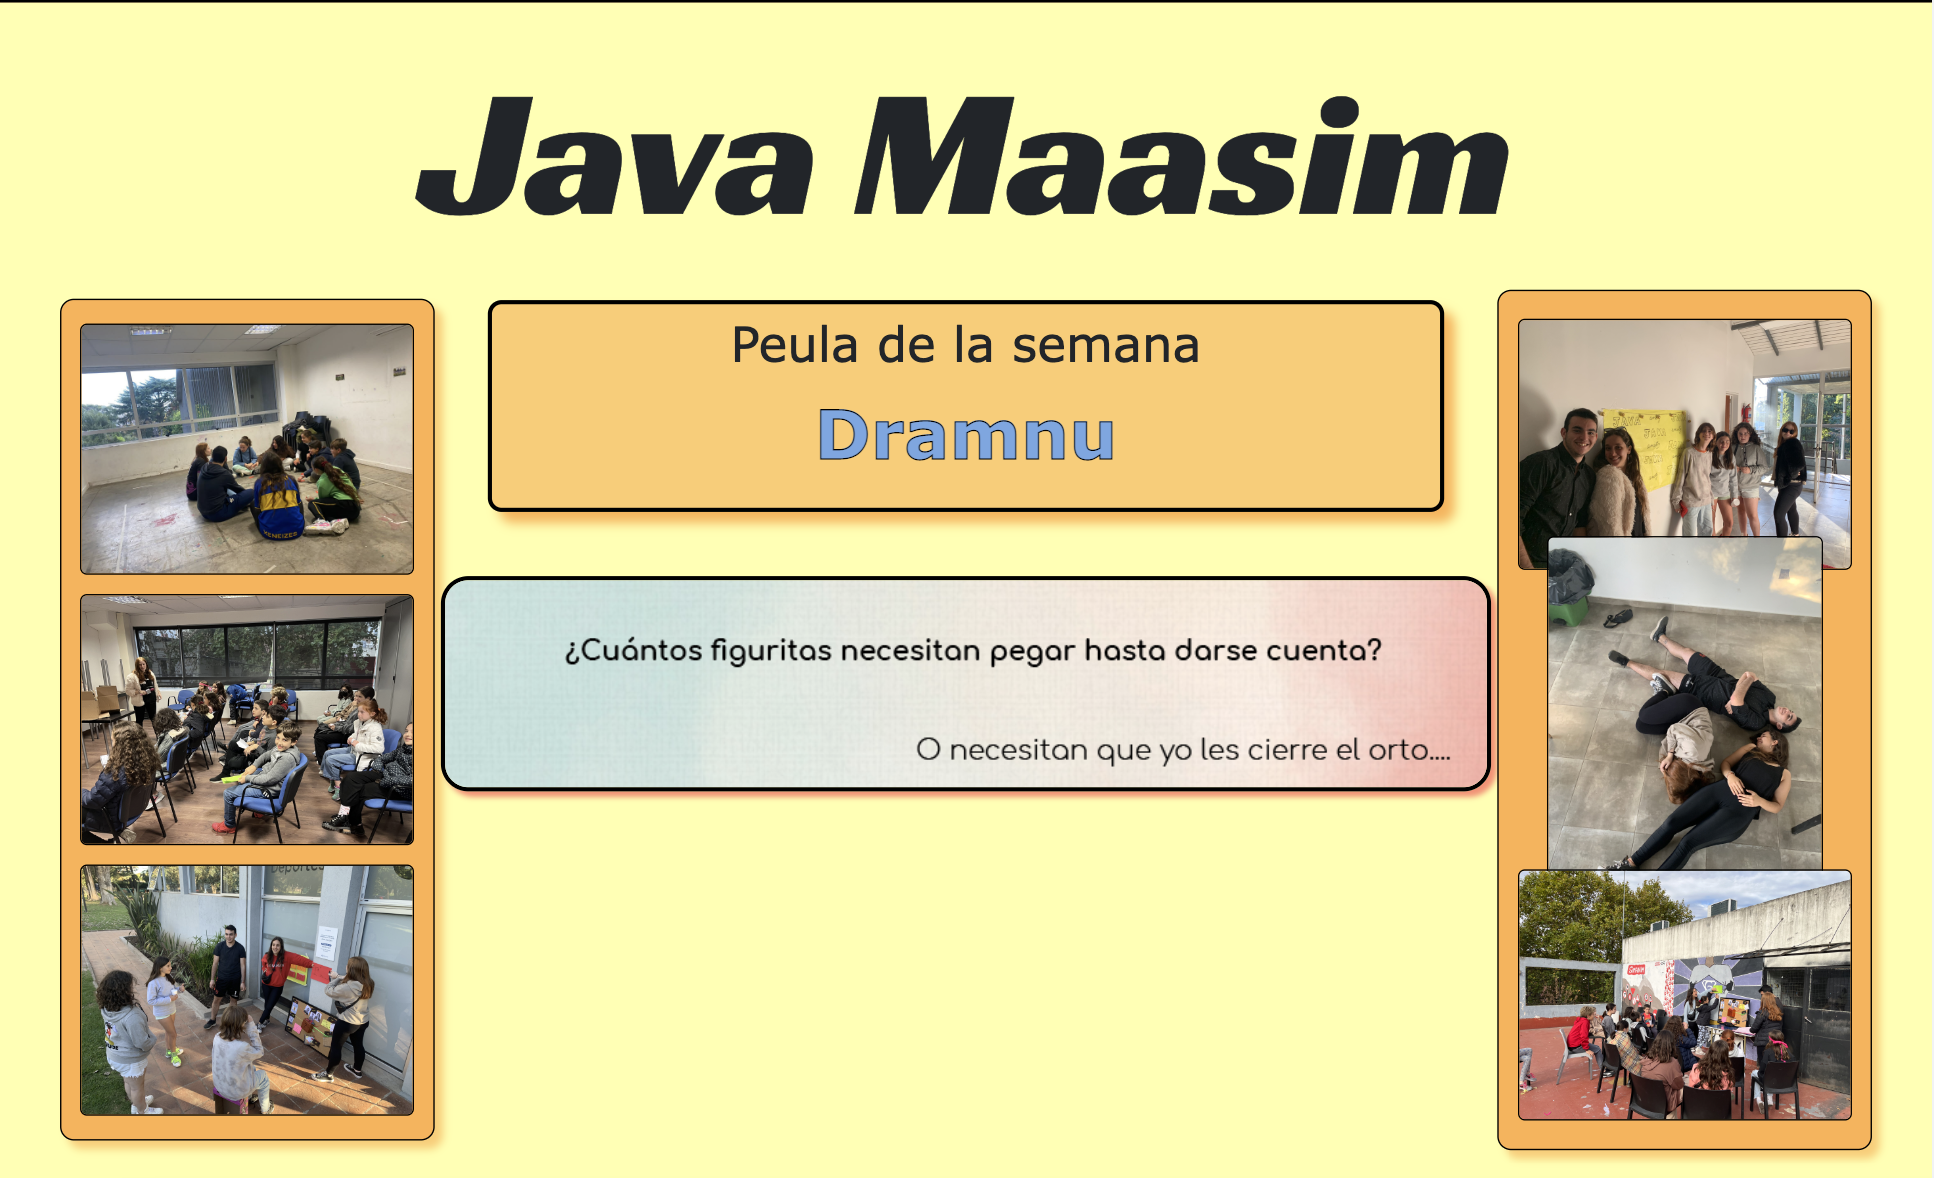 Java Maasim
Peula de la semana
Dramnu
¿Cuántos figuritas necesitan pegar hasta darse cuenta?
O necesitan que yo les cierre el orto....
Deportes